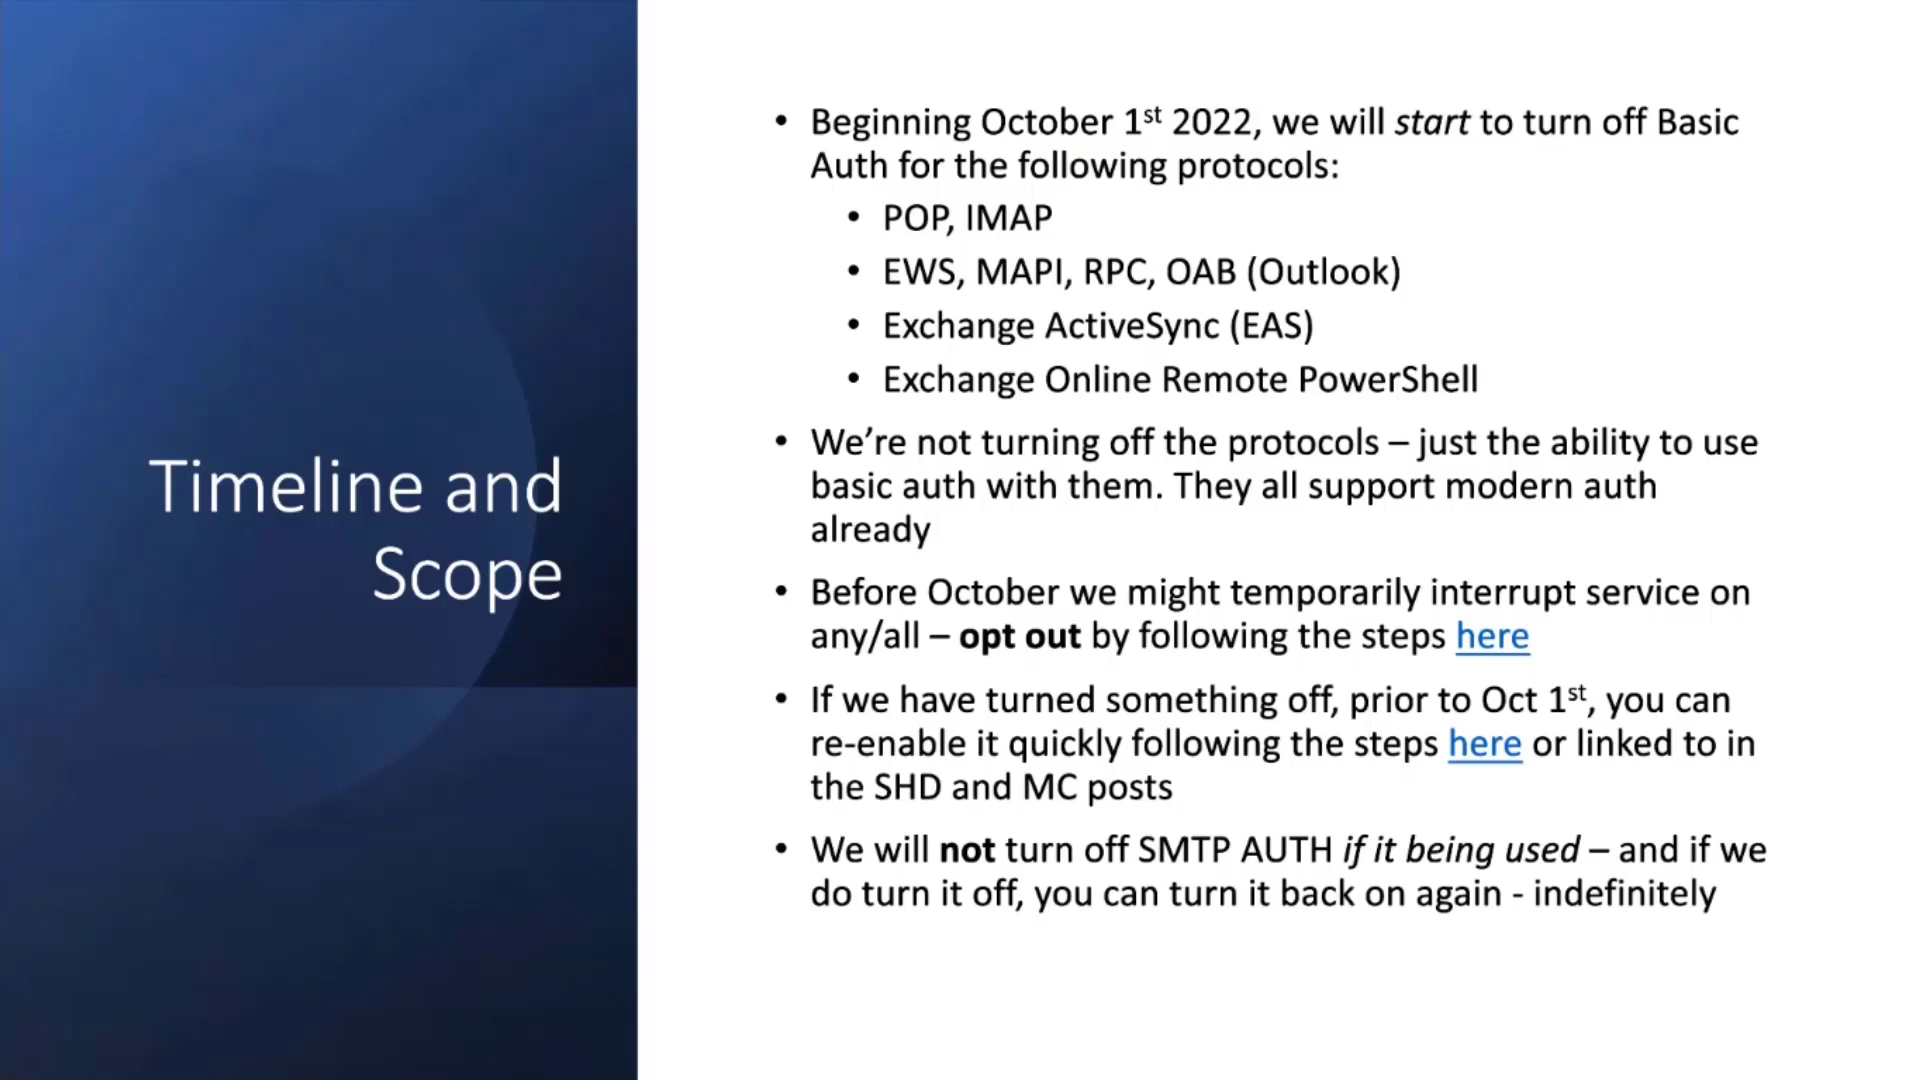 Timeline and
Scope
• Beginning October 1st 2022, we will start to turn off Basic
Auth for the following protocols:
• POP, IMAP
• EWS, MAPI, RPC, OAB (Outlook)
• Exchange ActiveSync (EAS)
• Exchange Online Remote PowerShell
• We’re not turning off the protocols – just the ability to use
basic auth with them. They all support modern auth
already
• Before October we might temporarily interrupt service on
any/all – opt out by following the steps here
• If we have turned something off, prior to Oct 1st, you can
re-enable it quickly following the steps here or linked to in
the SHD and MC posts
• We will not turn off SMTP AUTH if it being used – and if we
do turn it off, you can turn it back on again - indefinitely